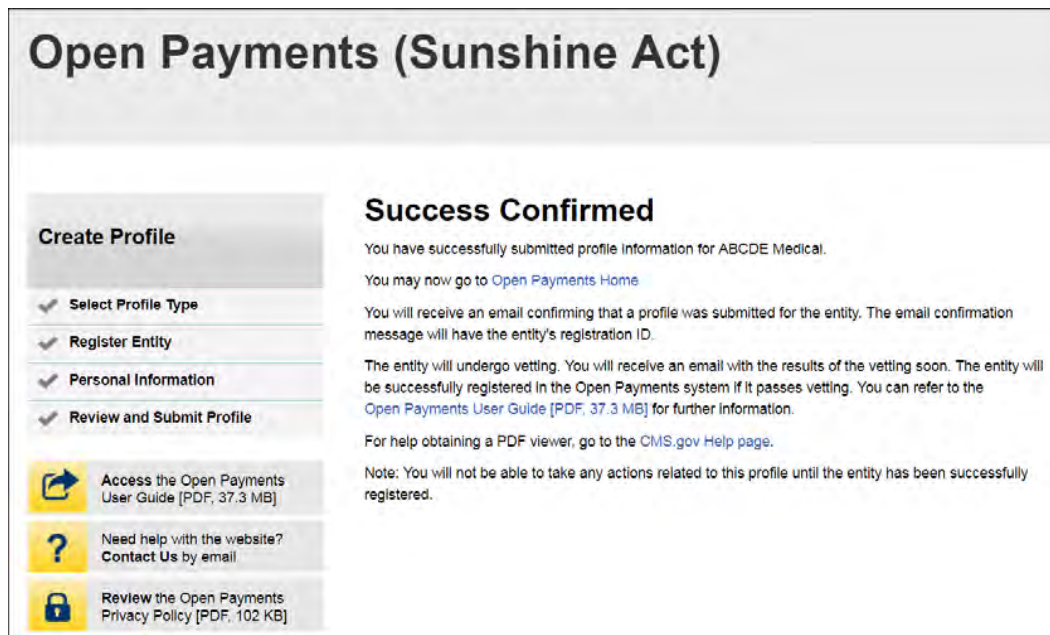 Open Payments (Sunshine Act)
Create Profile
Select Profile Type
Register Entity
Personal Information
Review and Submit Profile
Access the Open Payments
User Guide [PDF, 37.3 MB]
Need help with the website?
Contact Us by email
Review the Open Payments
Privacy Policy [PDF, 102 KB]
Success Confirmed
You have successfully submitted profile information for ABCDE Medical.
You may now go to Open Payments Home
You will receive an email confirming that a profile was submitted for the entity. The email confirmation
message will have the entity's registration ID.
The entity will undergo vetting. You will receive an email with the results of the vetting soon. The entity will
be successfully registered in the Open Payments system if it passes vetting. You can refer to the
Open Payments User Guide [PDF, 37.3 MB] for further information.
For help obtaining a PDF viewer, go to the CMS.gov Help page.
Note: You will not be able to take any actions related to this profile until the entity has been successfully
registered.